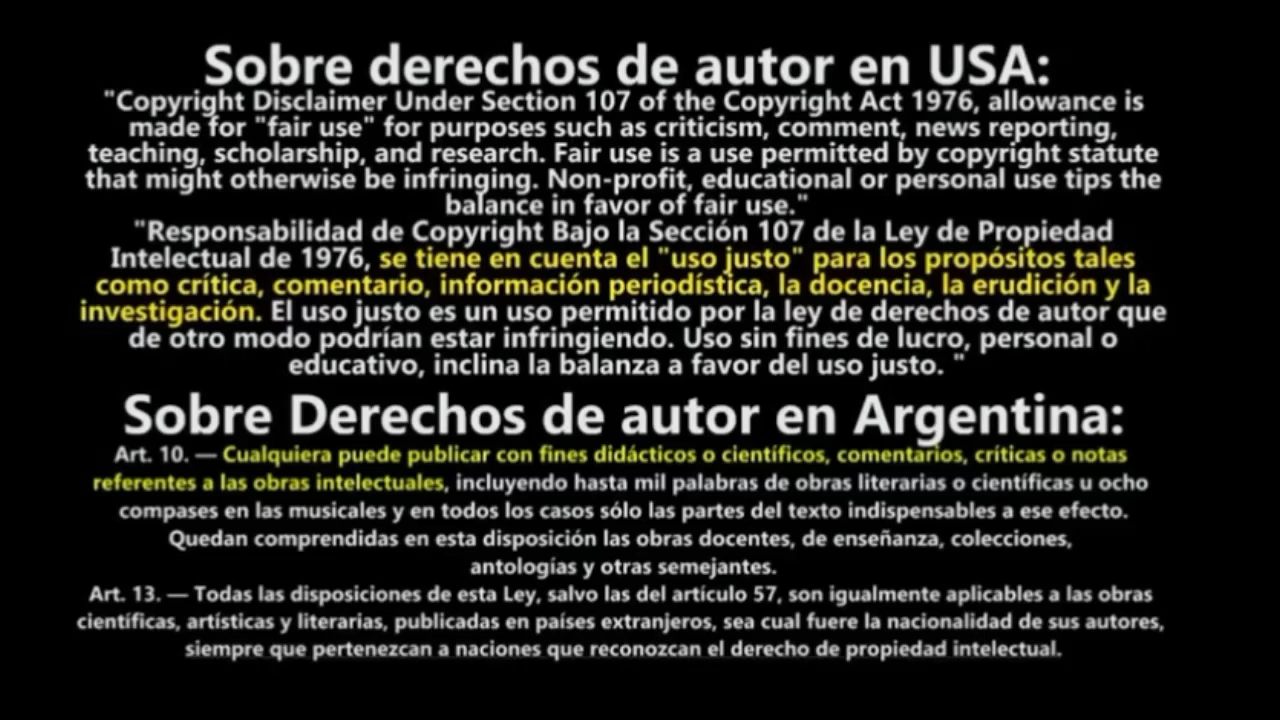 Sobre derechos de autor en USA:
"Copyright Disclaimer Under Section 107 of the Copyright Act 1976, allowance is
made for "fair use" for purposes such as criticism, comment, news reporting,
teaching, scholarship, and research. Fair use is a use permitted by copyright statute
that might otherwise be infringing. Non-profit, educational or personal use tips the
balance in favor of fair use."
"Responsabilidad de Copyright Bajo la Sección 107 de la Ley de Propiedad
Intelectual de 1976, se tiene en cuenta el "uso justo" para los propósitos tales
como crítica, comentario, información periodística, la docencia, la erudición y la
investigación. El uso justo es un uso permitido por la ley de derechos de autor que
de otro modo podrían estar infringiendo. Uso sin fines de lucro, personal o
educativo, inclina la balanza a favor del uso justo. "
Sobre Derechos de autor en Argentina:
Art. 10. — Cualquiera puede publicar con fines didácticos o científicos, comentarios, críticas o notas
referentes a las obras intelectuales, incluyendo hasta mil palabras de obras literarias o científicas u ocho
compases en las musicales y en todos los casos sólo las partes del texto indispensables a ese efecto.
Quedan comprendidas en esta disposición las obras docentes, de enseñanza, colecciones,
antologías y otras semejantes.
Art. 13. — Todas las disposiciones de esta Ley, salvo las del artículo 57, son igualmente aplicables a las obras
científicas, artísticas y literarias, publicadas en países extranjeros, sea cual fuere la nacionalidad de sus autores,
siempre que pertenezcan a naciones que reconozcan el derecho de propiedad intelectual.